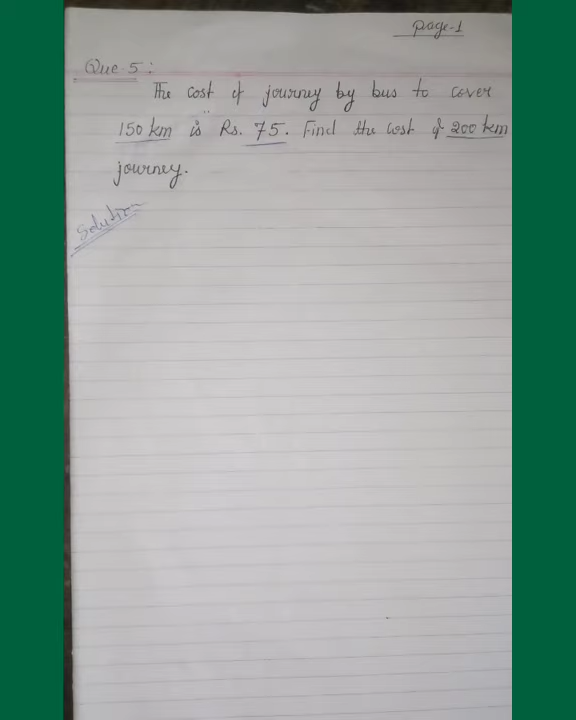 page-1
Que-5:
The cost of journey by bus to cover
150 km is Rs. 75. Find the cost of 200 km
journey.
Solution